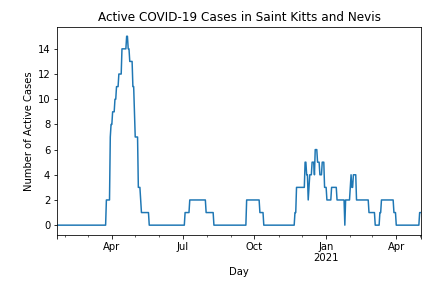 Active COVID-19 Cases in Saint Kitts and Nevis
Number of Active Cases
14
12
10
8
6
4
2
0
Apr
Jul
Oct
Jan
2021
Apr
Day